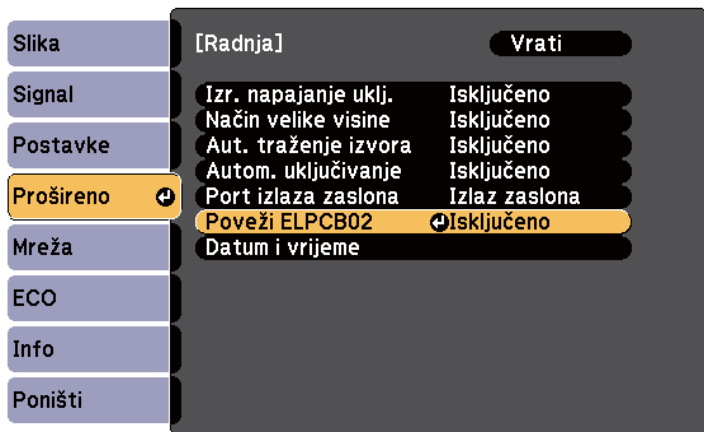 Slika
Signal
Postavke
Prošireno
Mreža
ECO
Info
Poništi
[Radnja] Vrati
Izr. napajanje uklj. Isključeno
Način velike visine Isključeno
Aut. traženje izvora Isključeno
Autom. uključivanje Isključeno
Port izlaza zaslona Izlaz zaslona
Poveži ELPCB02 Isključeno
Datum i vrijeme